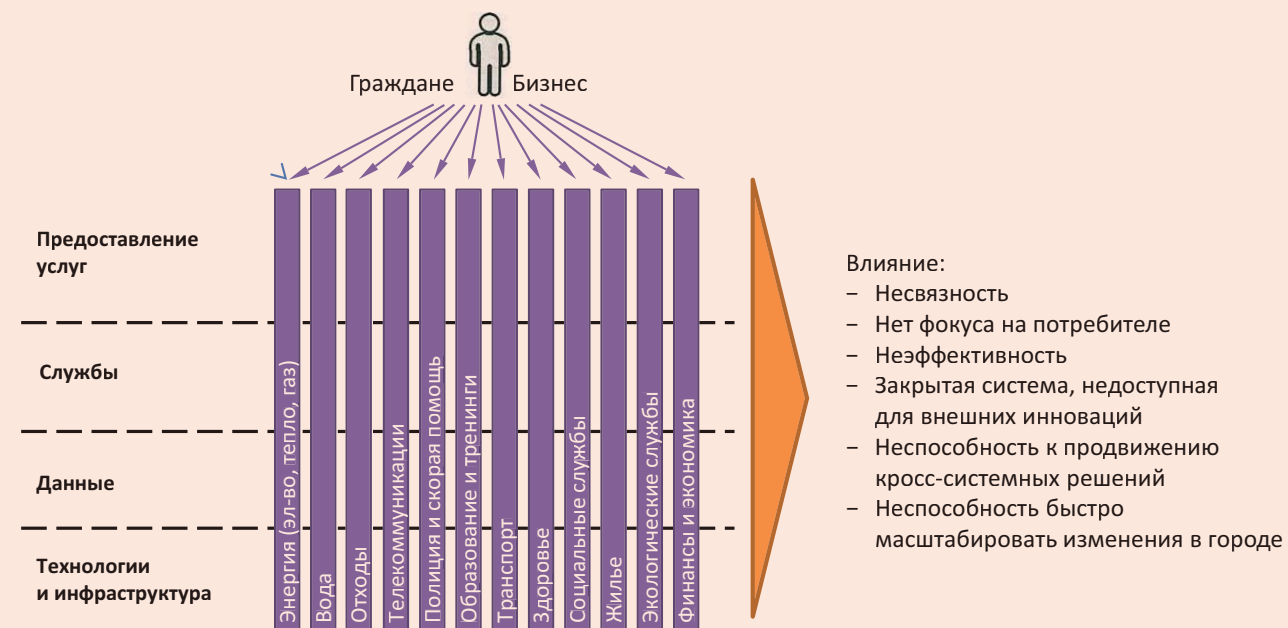 Граждане
Бизнес
Предоставление
услуг
Службы
Данные
Технологии
и инфраструктура
Энергия (эл-во, тепло, газ)
Вода
Отходы
Телекоммуникации
Полиция и скорая помощь
Образование и тренинги
Транспорт
Здоровье
Социальные службы
Жилье
Экологические службы
Финансы и экономика
Влияние:
– Несвязность
– Нет фокуса на потребителе
– Неэффективность
– Закрытая система, недоступная
для внешних инноваций
– Неспособность к продвижению
кросс-системных решений
– Неспособность быстро
масштабировать изменения в городе